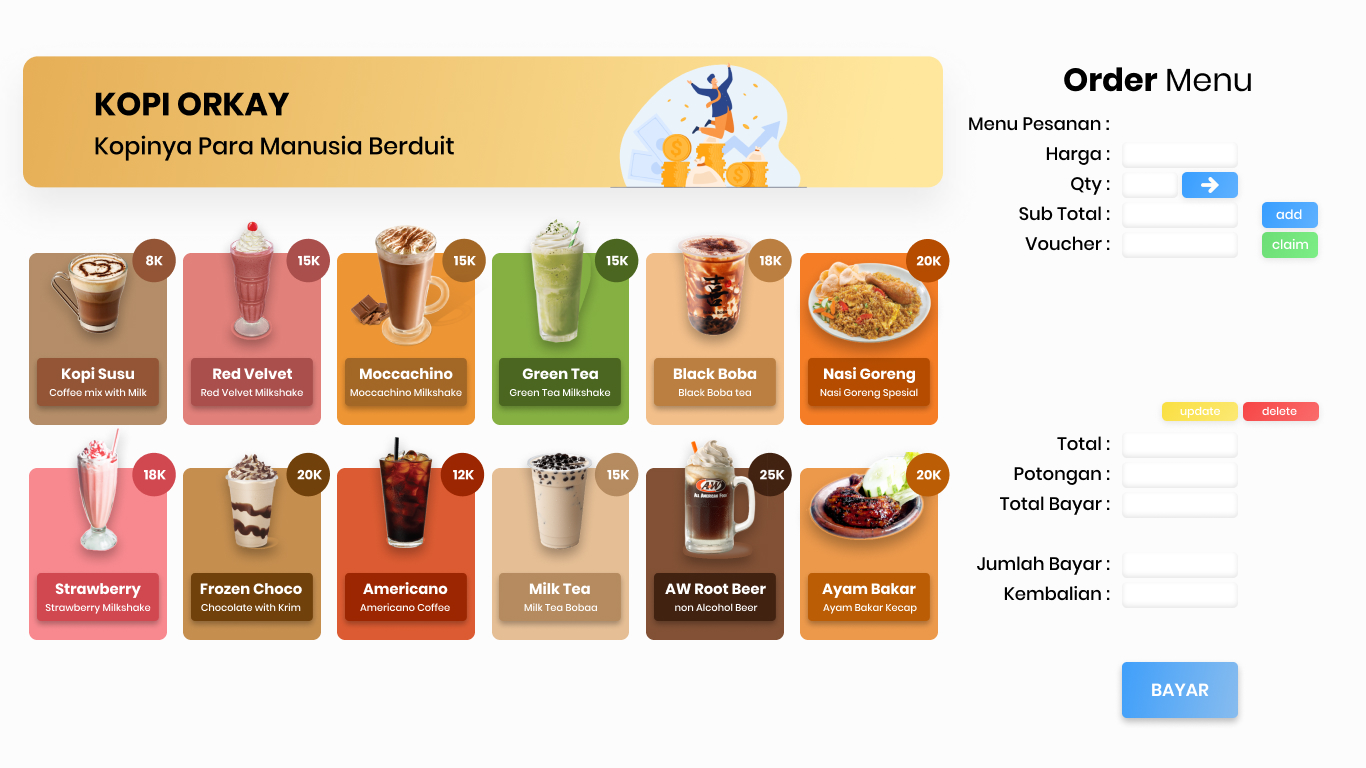 KOPI ORKAY
Kopinya Para Manusia Berduit
8K
15K
15K
15K
18K
20K
Kopi Susu
Coffee mix with Milk
Red Velvet
Red Velvet Milkshake
Moccachino
Moccachino Milkshake
Green Tea
Green Tea Milkshake
Black Boba
Black Boba tea
Nasi Goreng
Nasi Goreng Spesial
18K
20K
12K
15K
25K
20K
A&W
ALL AMERICAN FOOD
Strawberry
Strawberry Milkshake
Frozen Choco
Chocolate with Krim
Americano
Americano Coffee
Milk Tea
Milk Tea Bobaa
AW Root Beer
non Alcohol Beer
Ayam Bakar
Ayam Bakar Kecap
Order Menu
Menu Pesanan :
Harga :
Qty :
Sub Total :
add
Voucher :
claim
update
delete
Total :
Potongan :
Total Bayar :
Jumlah Bayar :
Kembalian :
BAYAR